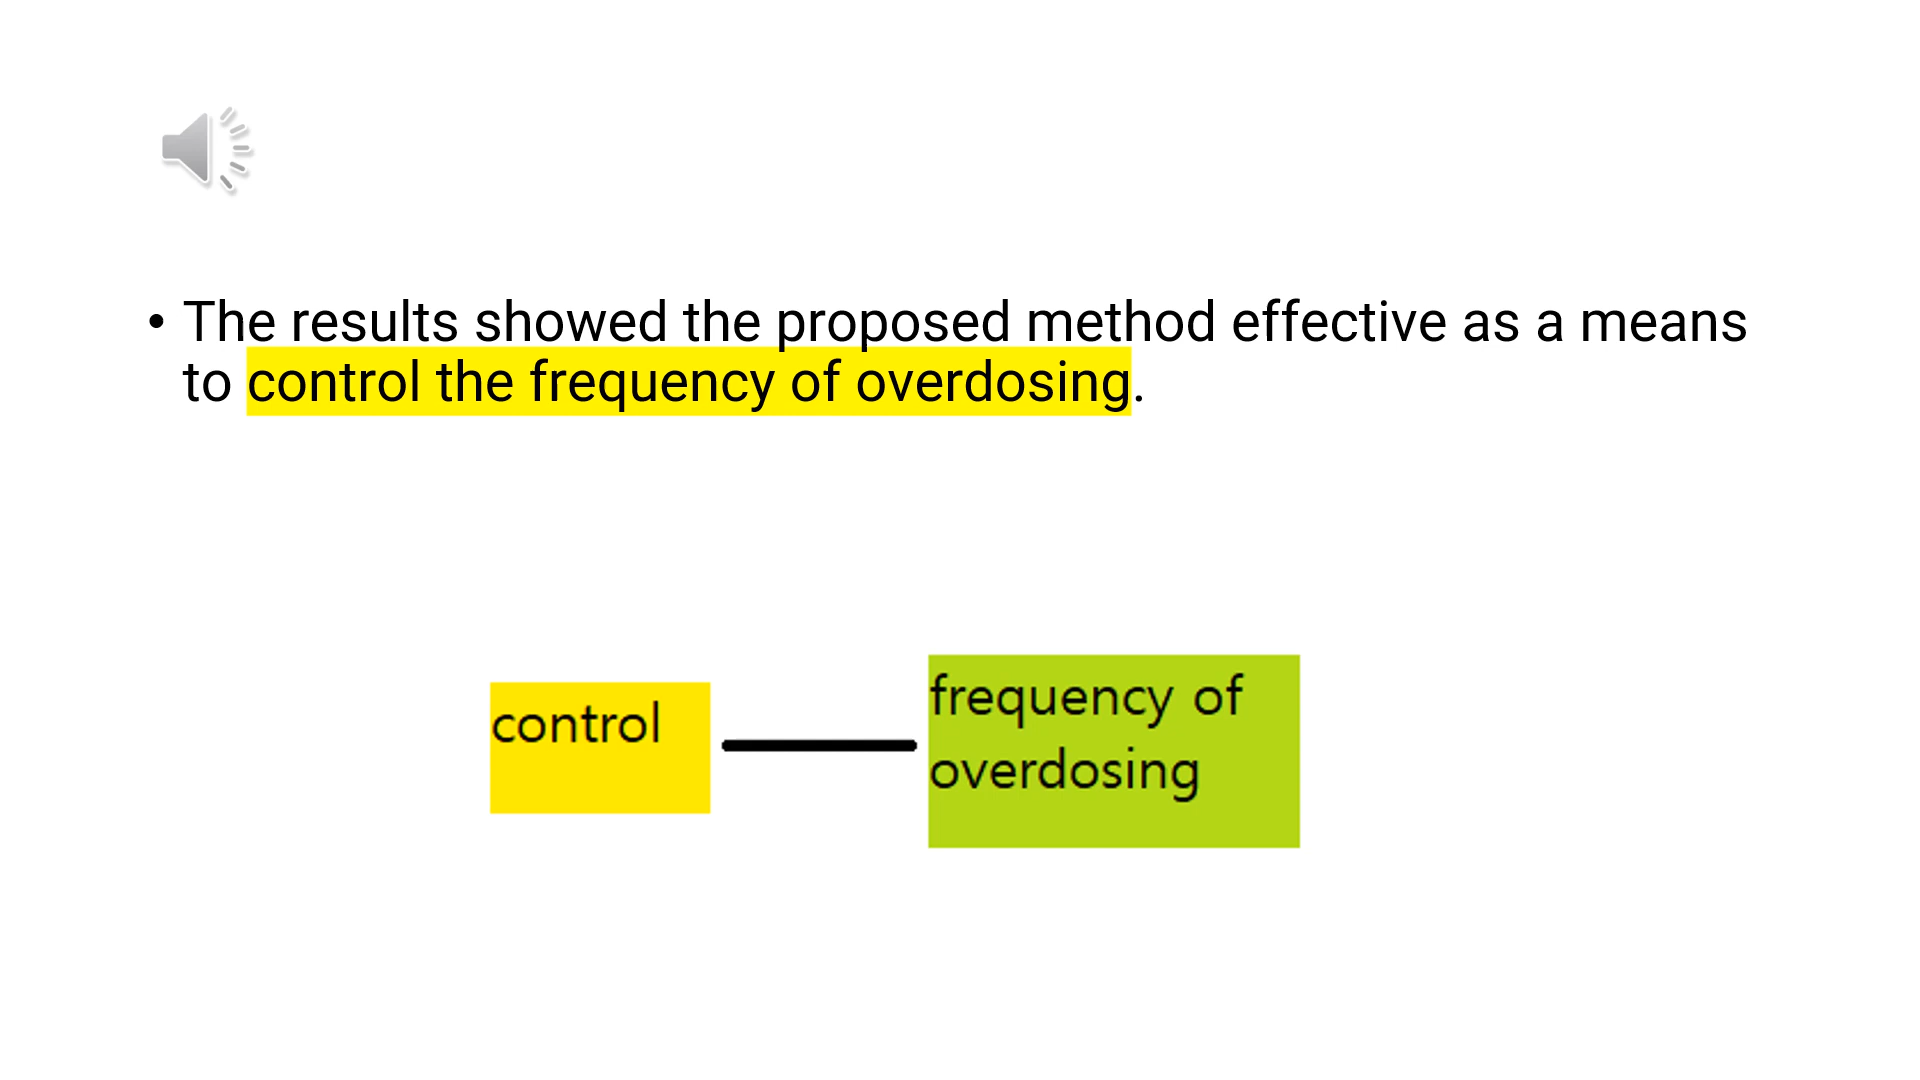 • The results showed the proposed method effective as a means
to control the frequency of overdosing.
control
frequency of
overdosing